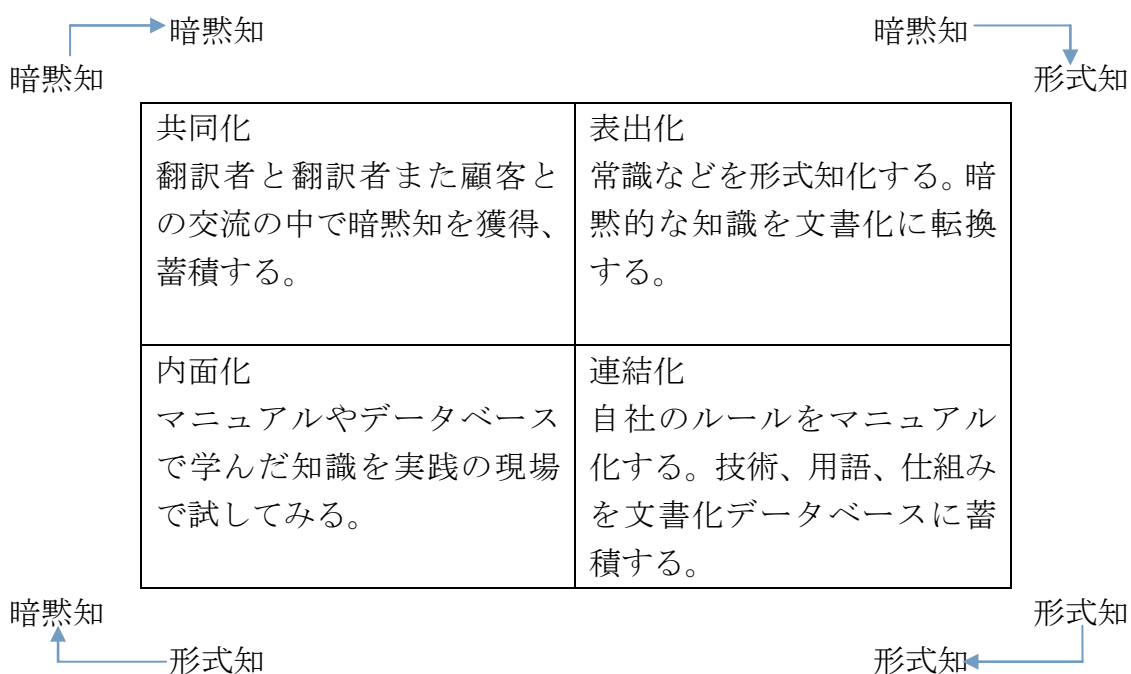 暗黙知
暗黙知
暗黙知
形式知
共同化
翻訳者と翻訳者また顧客と
の交流の中で暗黙知を獲得、
蓄積する。
表出化
常識などを形式知化する。暗
黙的な知識を文書化に転換
する。
内面化
マニュアルやデータベース
で学んだ知識を実践の現場
で試してみる。
連結化
自社のルールをマニュアル
化する。技術、用語、仕組み
を文書化データベースに蓄
積する。
暗黙知
形式知
形式知
形式知